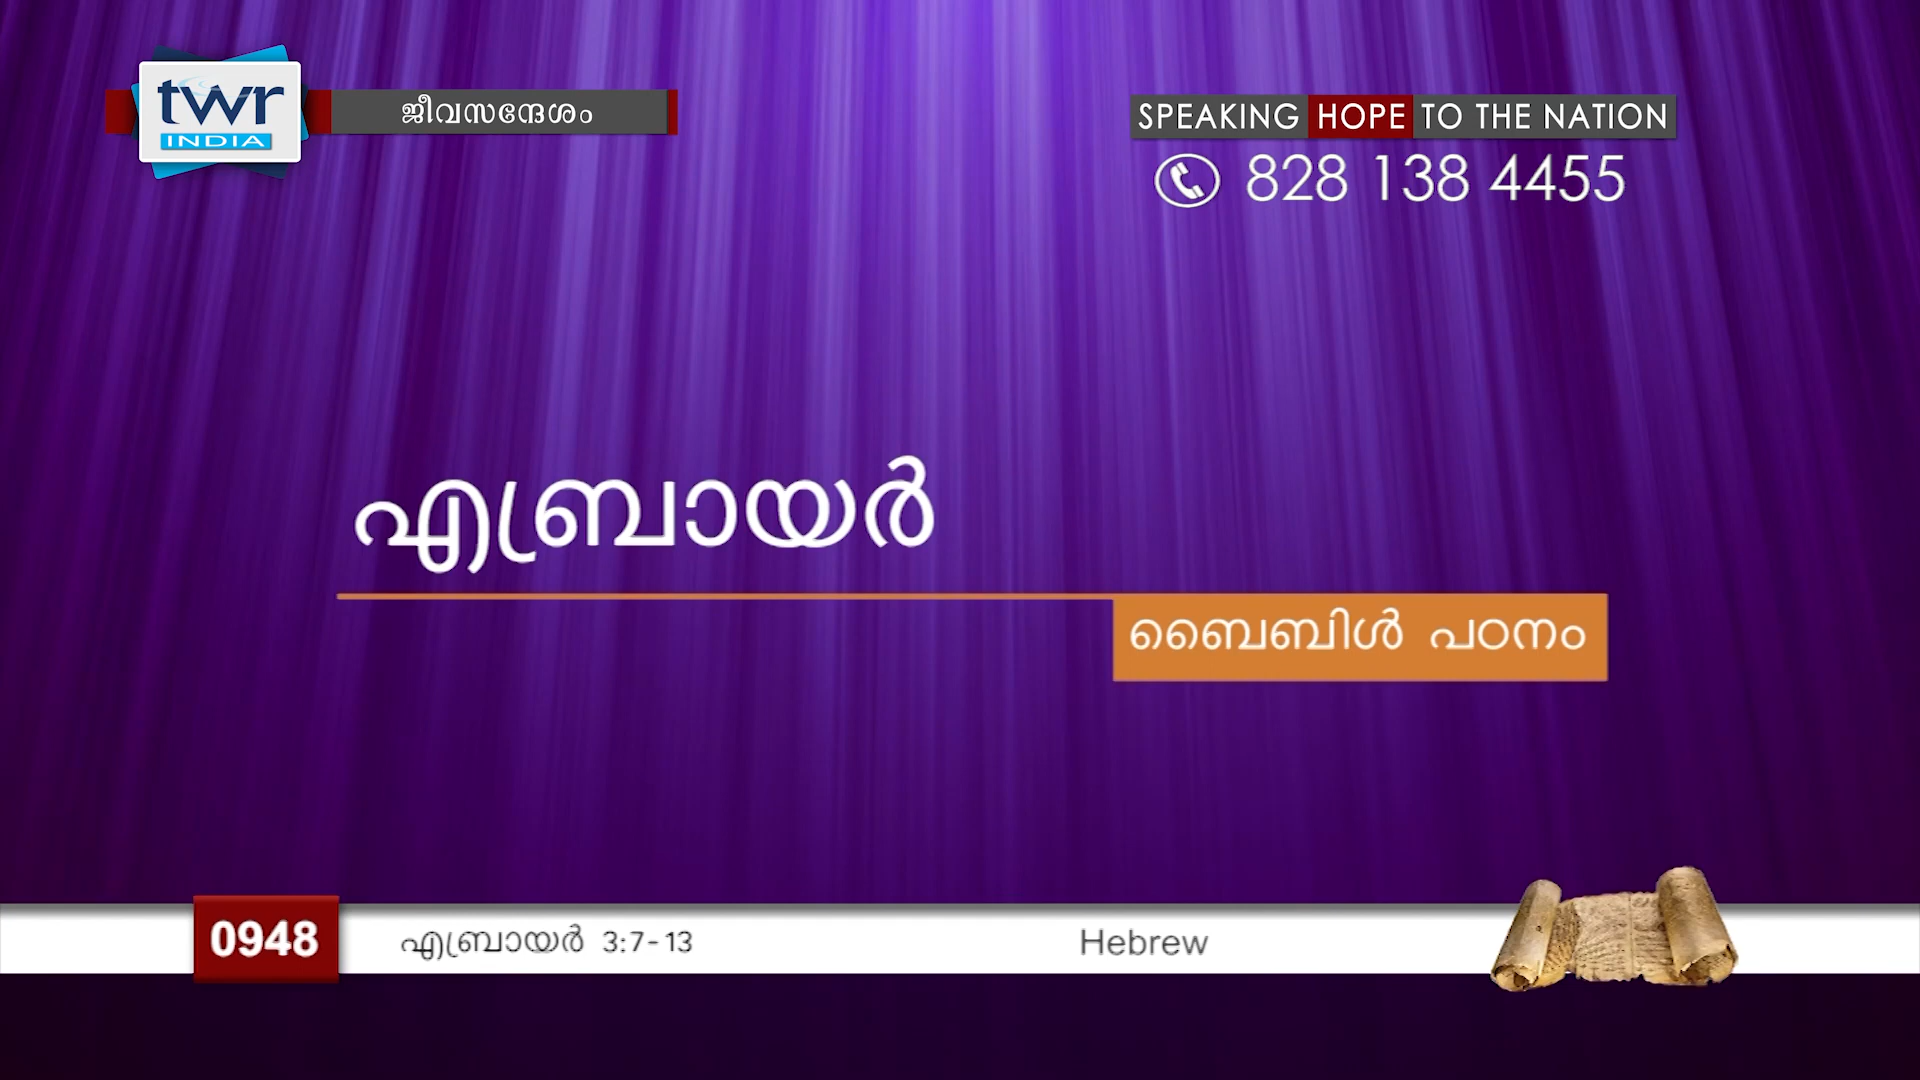 twr
INDIA
ജീവസന്ദേശം
SPEAKING HOPE TO THE NATION
828 138 4455
എബ്രായർ
ബൈബിൾ പഠനം
0948
എബ്രായർ 3:7-13
Hebrew